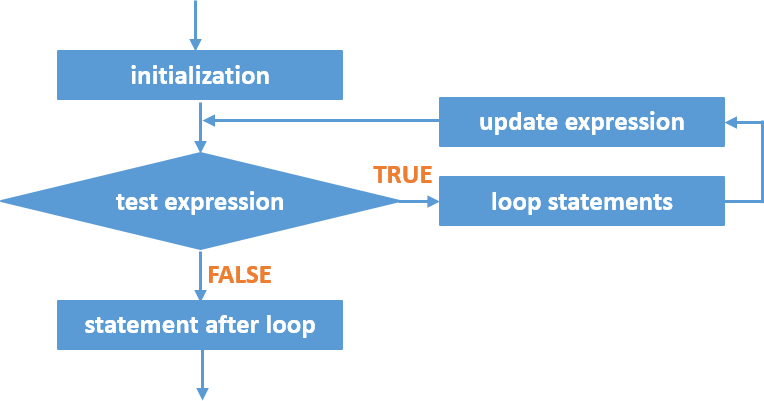 initialization
update expression
TRUE
test expression
loop statements
FALSE
statement after loop